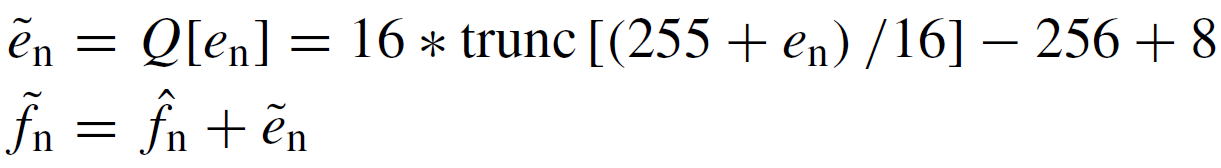 ẽₙ = Q[eₙ] = 16 ∗ trunc [(255 + eₙ) /16] − 256 + 8
f̃ₙ = f̂ₙ + ẽₙ